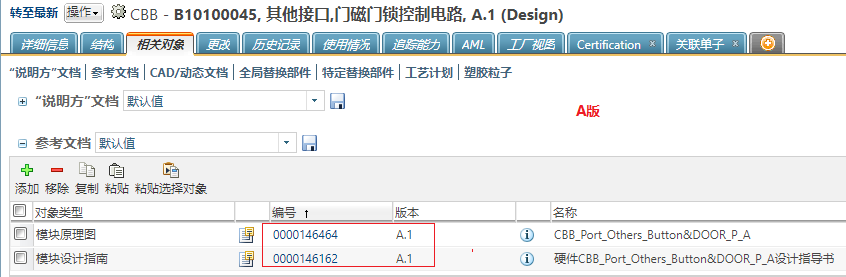 转至最新 操作 CBB - B10100045, 其他接口,门磁门锁控制电路, A.1 (Design)
详细信息 结构 相关对象 更改 历史记录 使用情况 追踪能力 AML 工厂视图 Certification × 关联单子 ×
“说明方”文档 | 参考文档 | CAD/动态文档 | 全局替换部件 | 特定替换部件 | 工艺计划 | 塑胶粒子
“说明方”文档 默认值
A版
参考文档 默认值
添加 移除 复制 粘贴 粘贴选择对象
对象类型 编号 ↑ 版本 名称
模块原理图 0000146464 A.1 CBB_Port_Others_Button&DOOR_P_A
模块设计指南 0000146162 A.1 硬件CBB_Port_Others_Button&DOOR_P_A设计指导书